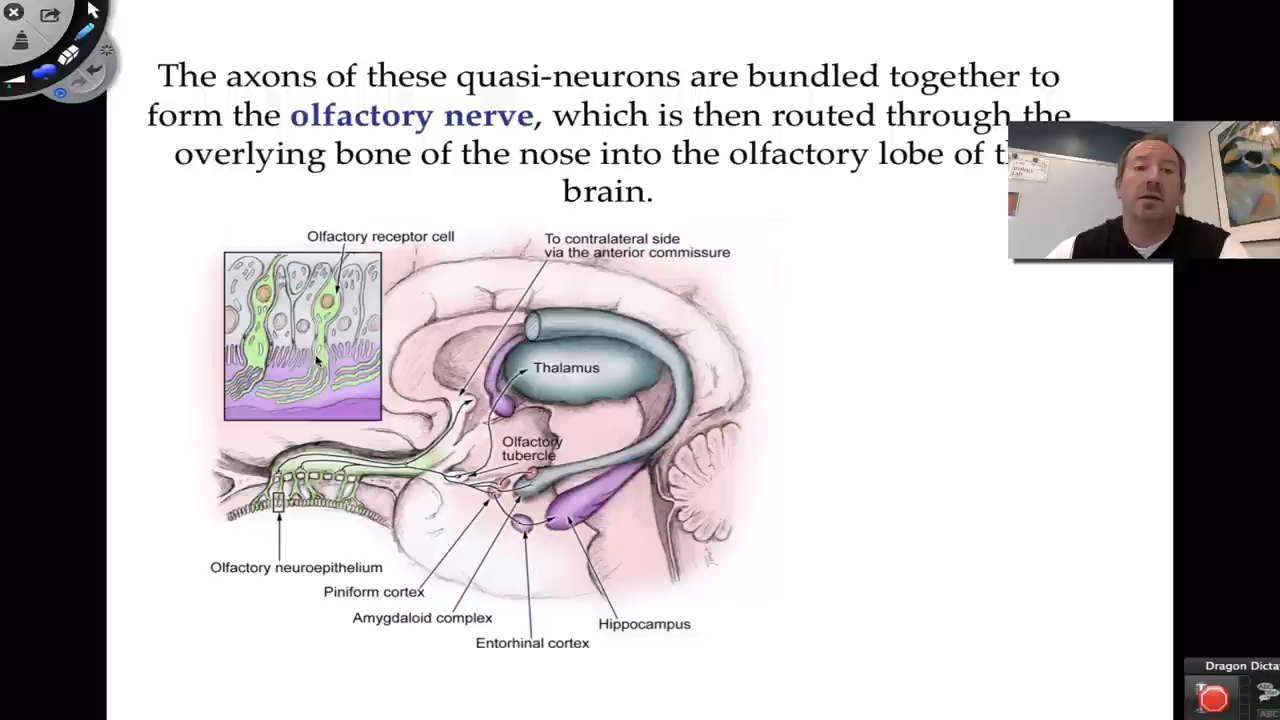 The axons of these quasi-neurons are bundled together to
form the olfactory nerve, which is then routed through the
overlying bone of the nose into the olfactory lobe of
brain.
Olfactory receptor cell
To contralateral side
via the anterior commissure
Thalamus
Olfactory
tubercle
Olfactory neuroepithelium
Piniform cortex
Amygdaloid complex
Hippocampus
Entorhinal cortex
Dragon Dicta
ABC